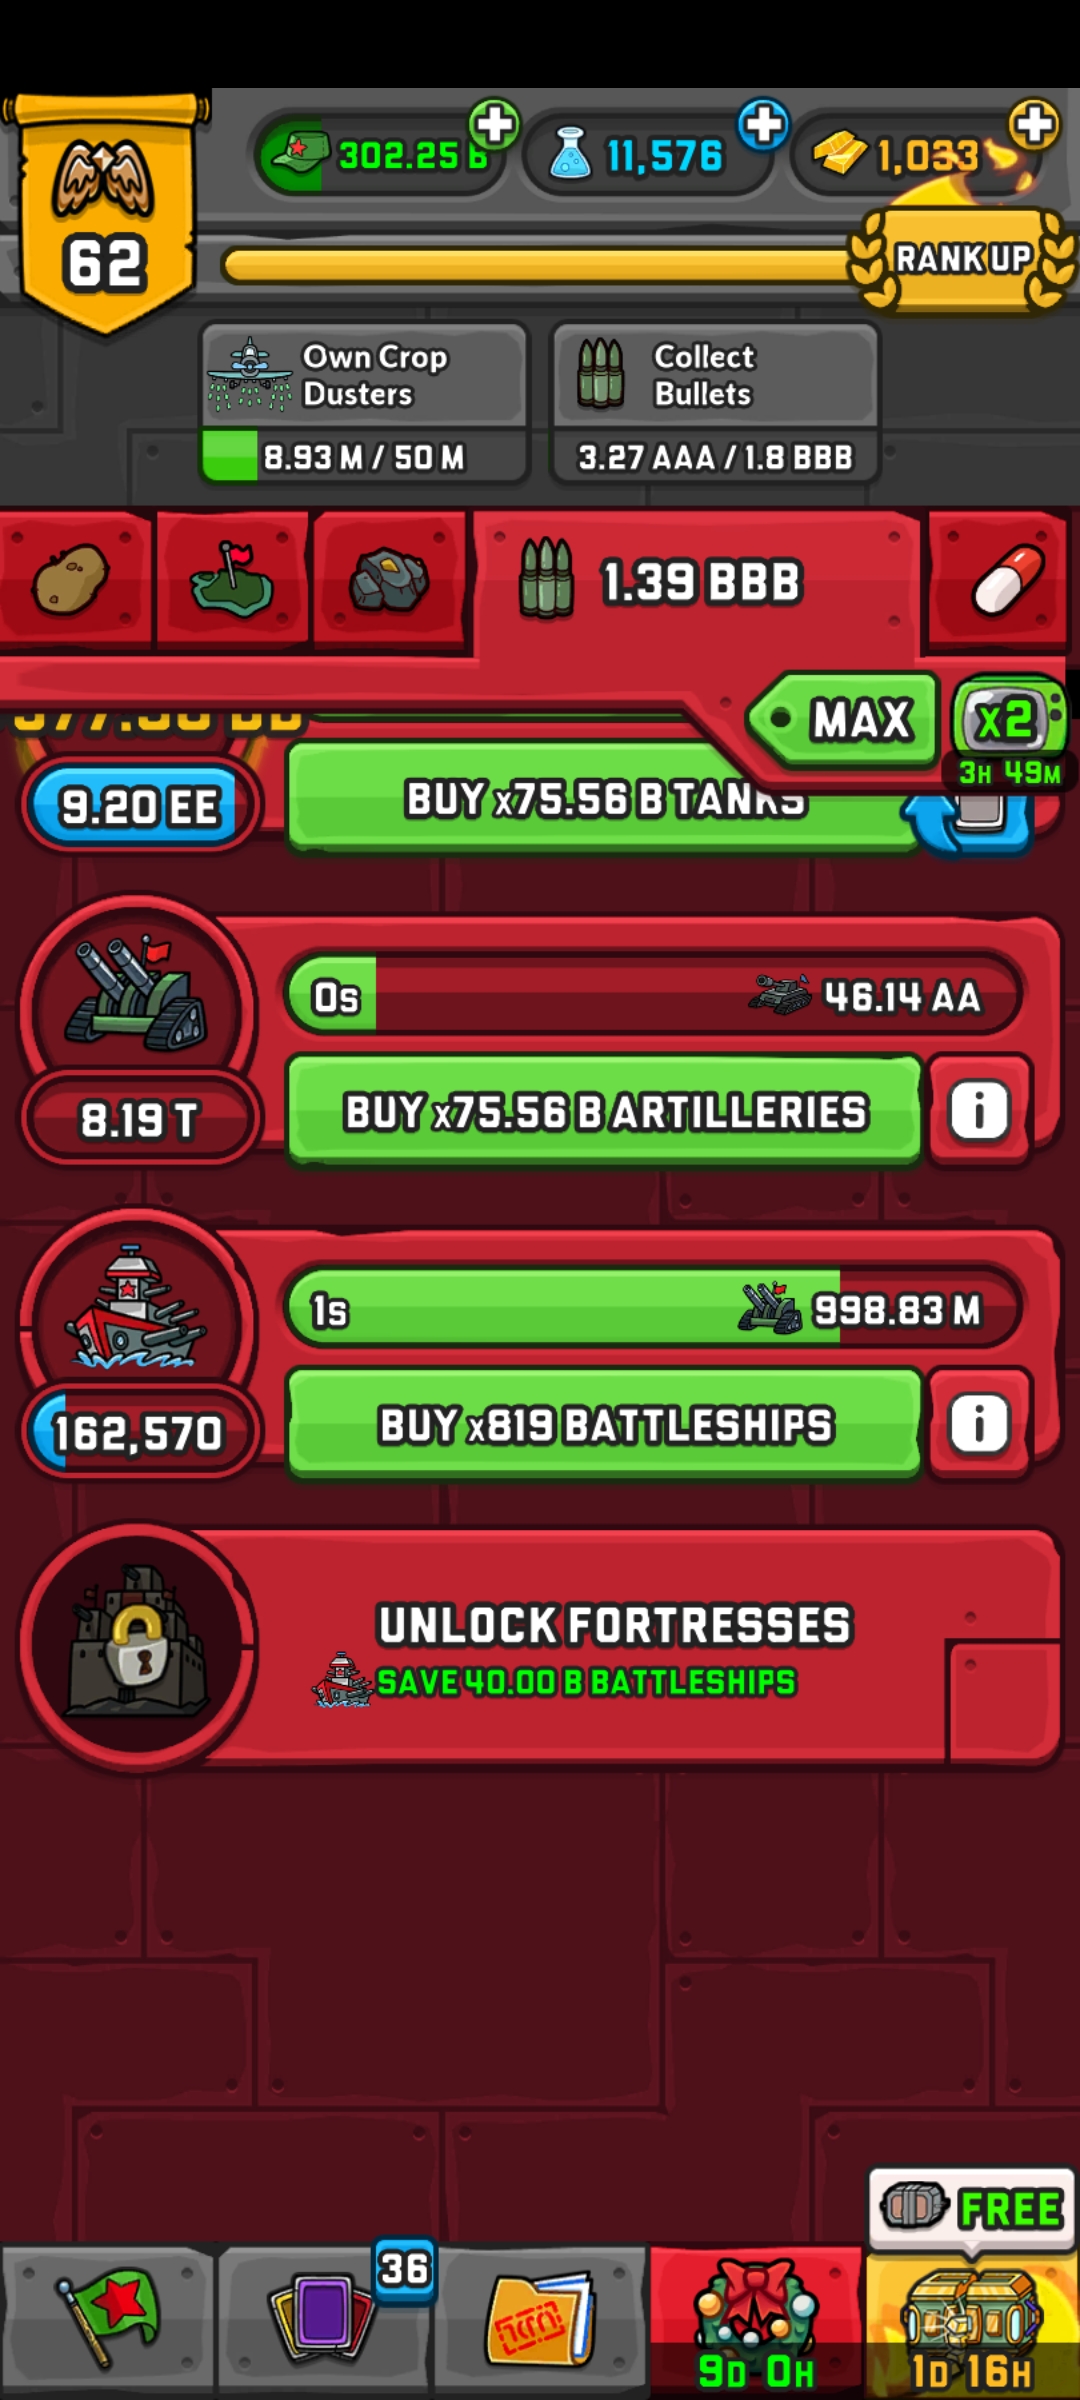 302.25 B
11,576
1,033
62
RANK UP
Own Crop
Dusters
8.93 M / 50 M
Collect
Bullets
3.27 AAA / 1.8 BBB
1.39 BBB
MAX
x2
3H 49M
9.20 EE
BUY x75.56 B TANKS
0s
46.14 AA
8.19 T
BUY x75.56 B ARTILLERIES
i
1s
998.83 M
162,570
BUY x819 BATTLESHIPS
i
UNLOCK FORTRESSES
SAVE 40.00 B BATTLESHIPS
FREE
36
9D 0H
1D 16H